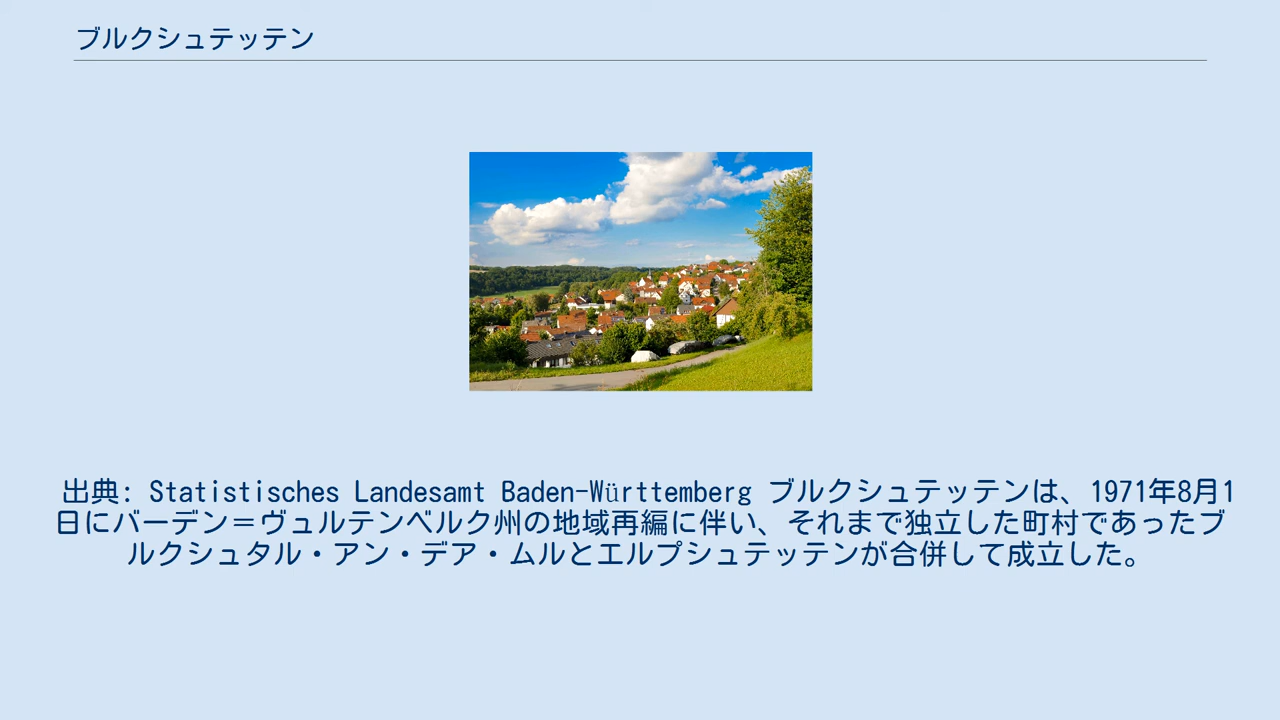 ブルクシュテッテン
出典: Statistisches Landesamt Baden-Württemberg ブルクシュテッテンは、1971年8月1
日にバーデン＝ヴュルテンベルク州の地域再編に伴い、それまで独立した町村であったブ
ルクシュタル・アン・デア・ムルとエルプシュテッテンが合併して成立した。